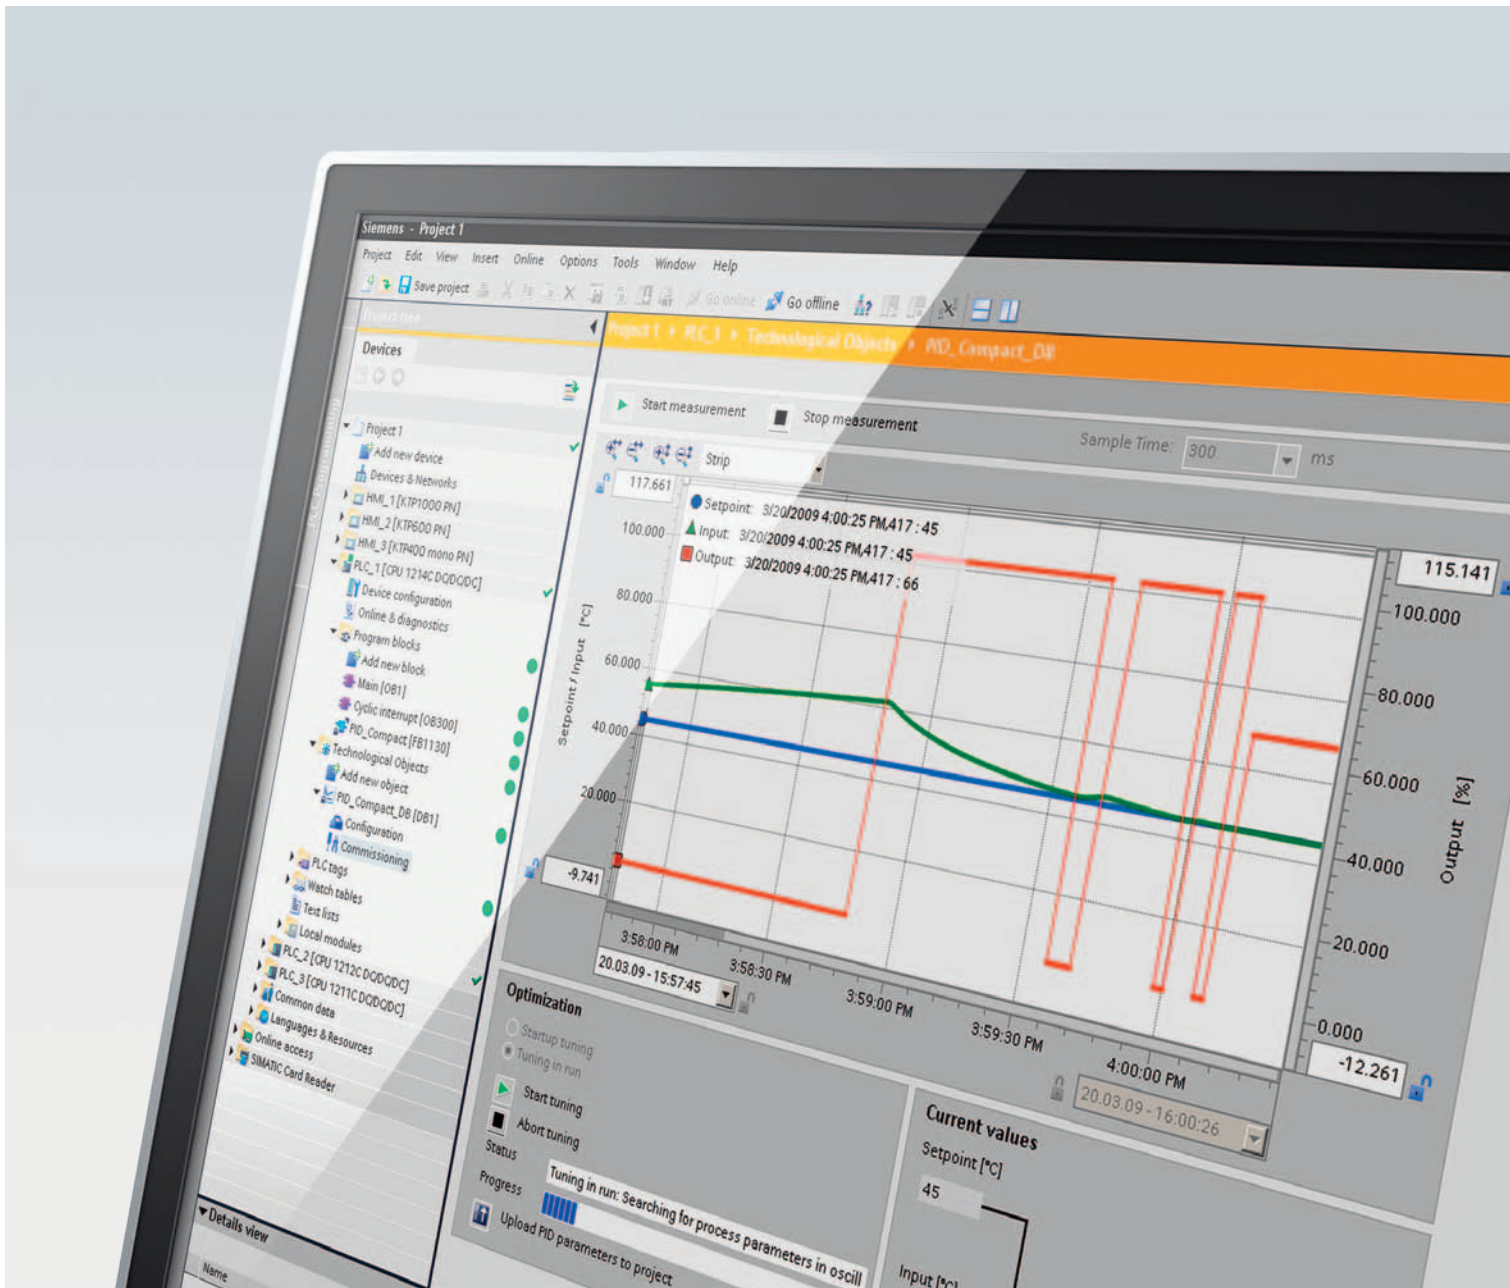 Siemens - Project 1
Project Edit View Insert Online Options Tools Window Help
Save project Go online Go offline
Project tree
Project 1 PLC_1 Technological Objects PID_Compact_DB
Devices
PLC Programming
Start measurement Stop measurement
Sample Time: 300 ms
Strip
Project 1
Add new device
Devices & Networks
HMI_1 [KTP1000 PN]
HMI_2 [KTP600 PN]
HMI_3 [KTP400 mono PN]
PLC_1 [CPU 1214C DC/DC/DC]
Device configuration
Online & diagnostics
Program blocks
Add new block
Main [OB1]
Cyclic interrupt [OB300]
PID_Compact [FB1130]
Technological Objects
Add new object
PID_Compact_DB [DB1]
Configuration
Commissioning
PLC tags
Watch tables
Text lists
Local modules
PLC_2 [CPU 1212C DC/DC/DC]
PLC_3 [CPU 1211C DC/DC/DC]
Common data
Languages & Resources
Online access
SIMATIC Card Reader
Details view
Name
117.661
100.000
80.000
60.000
40.000
20.000
-9.741
Setpoint / Input [°C]
Setpoint: 3/20/2009 4:00:25 PM,417 : 45
Input: 3/20/2009 4:00:25 PM,417 : 45
Output: 3/20/2009 4:00:25 PM,417 : 66
115.141
100.000
80.000
60.000
40.000
20.000
0.000
-12.261
Output [%]
3:58:00 PM 3:58:30 PM 3:59:00 PM 3:59:30 PM 4:00:00 PM
20.03.09 - 15:57:45
20.03.09 - 16:00:26
Optimization
Startup tuning
Tuning in run
Start tuning
Abort tuning
Status
Tuning in run: Searching for process parameters in oscill
Progress
Upload PID parameters to project
Current values
Setpoint [°C]
45
Input [°C]